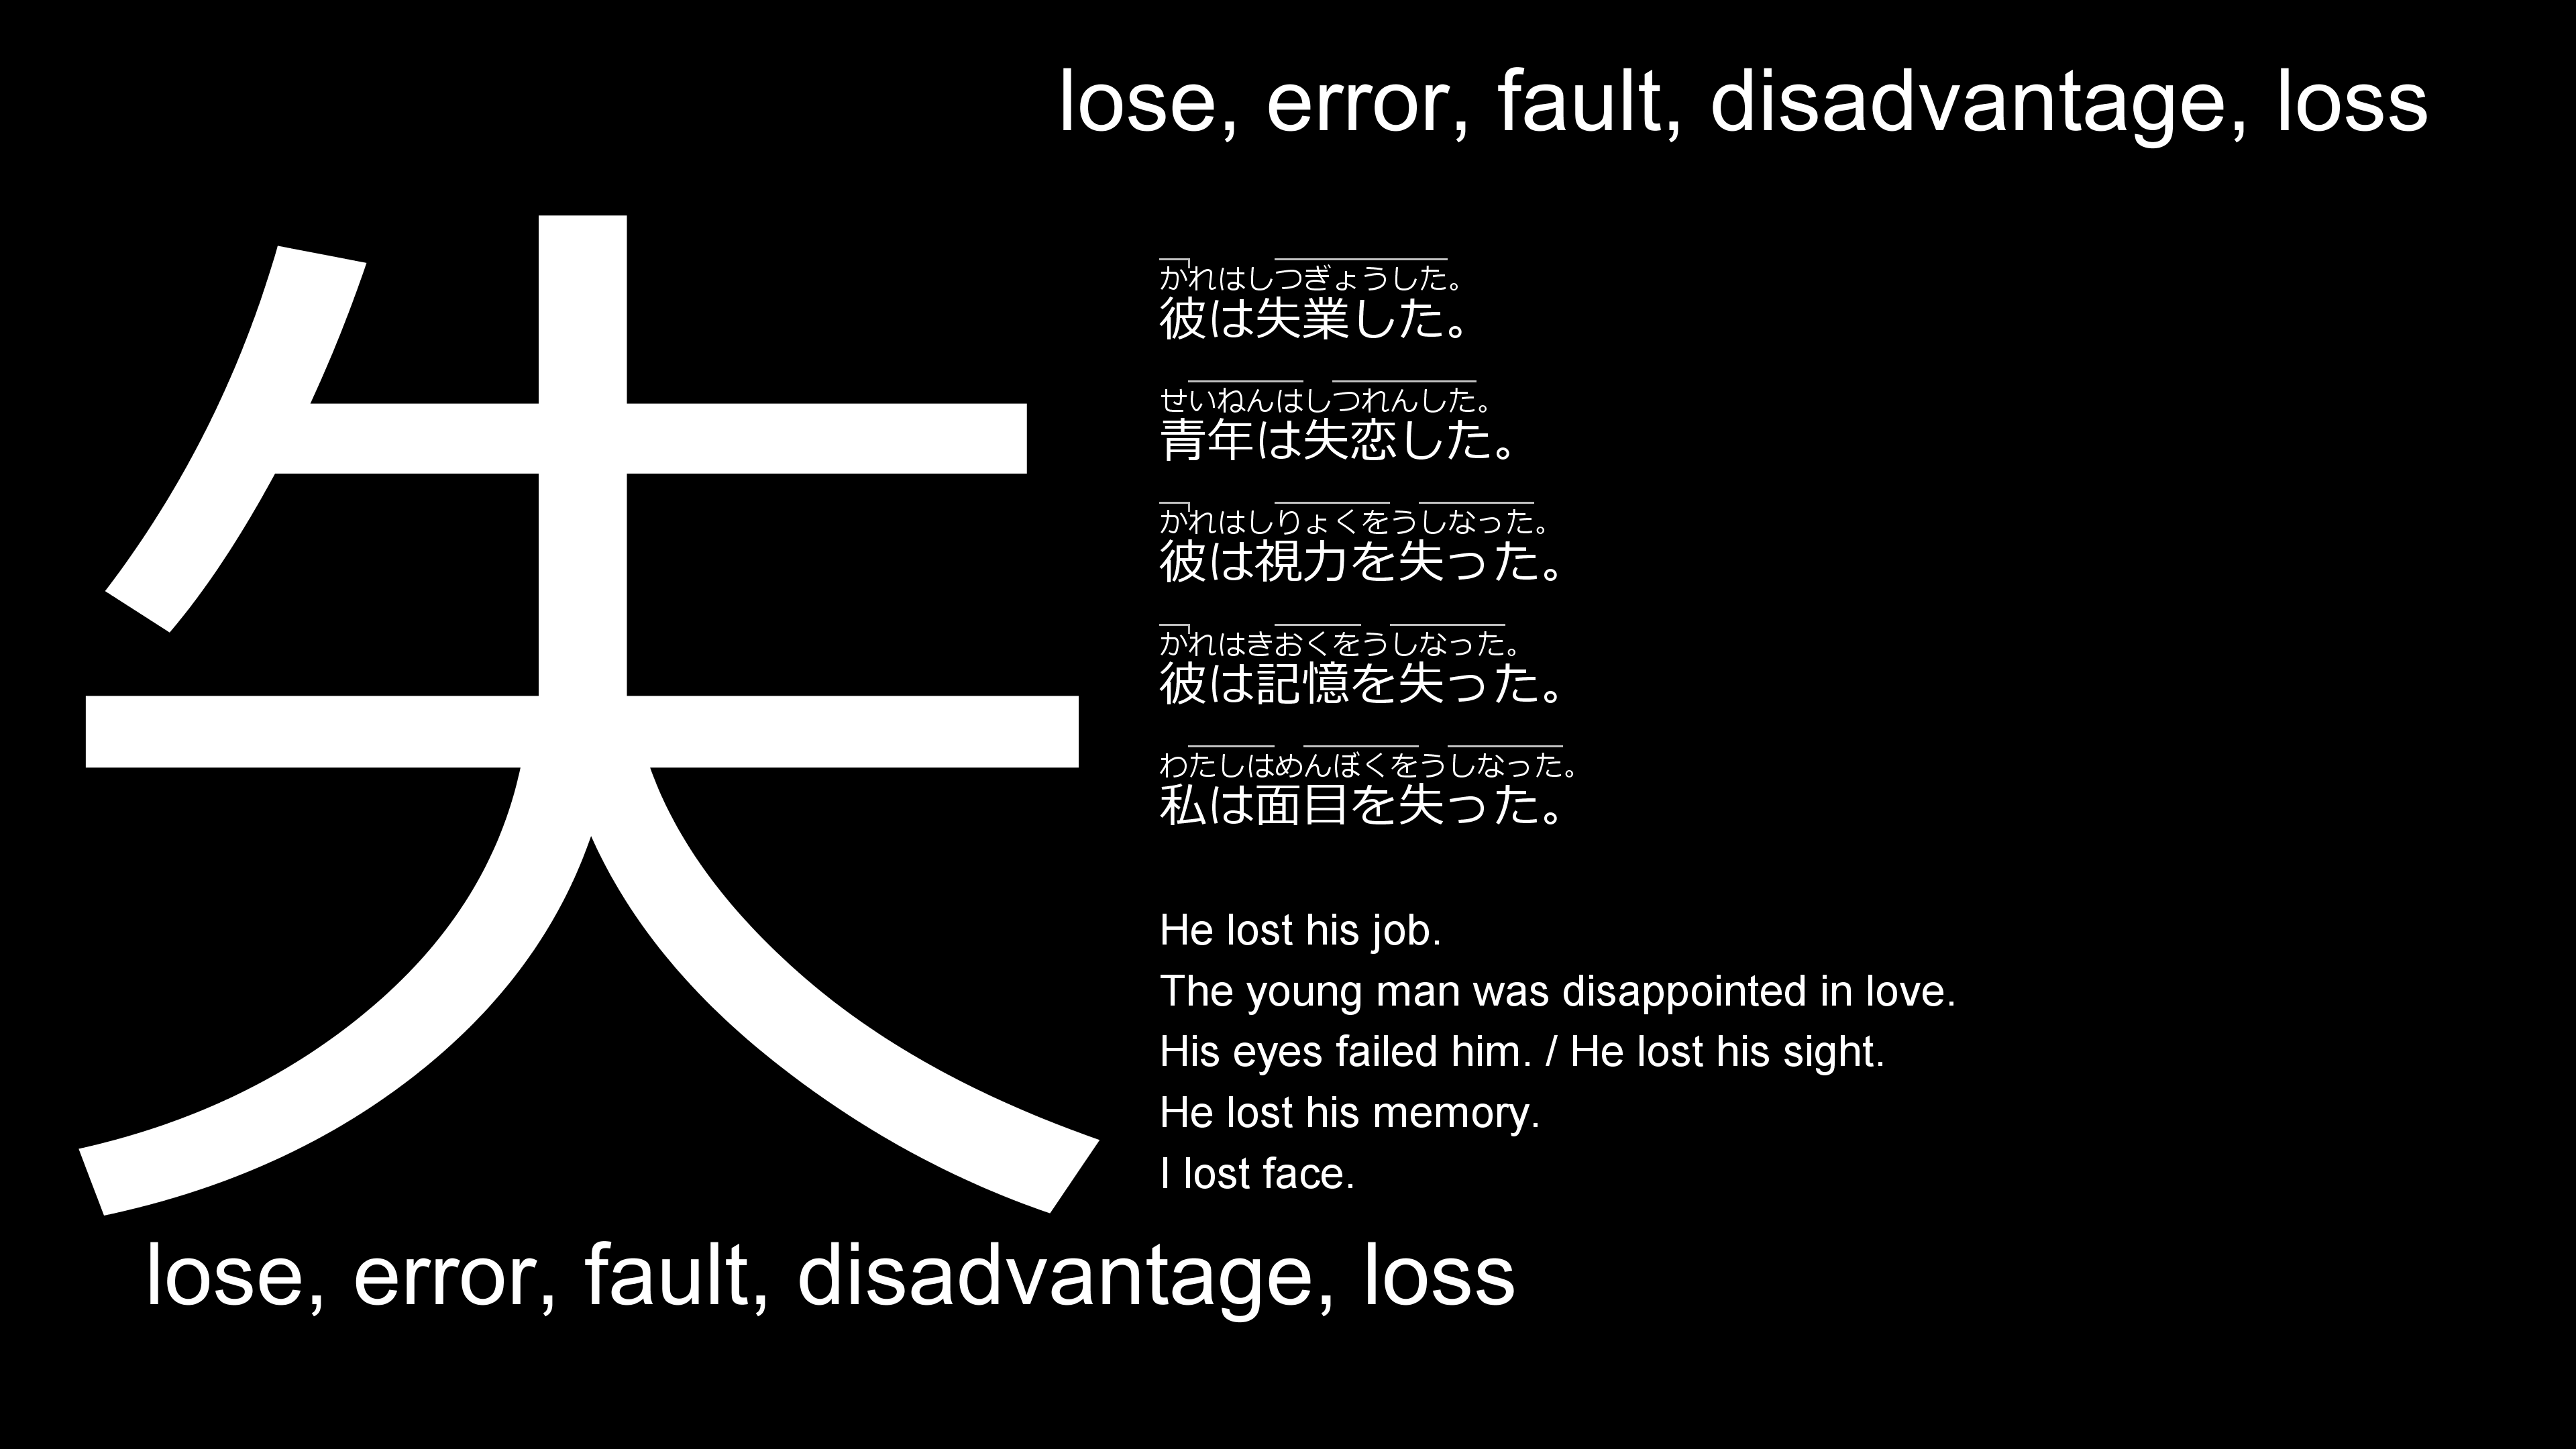 lose, error, fault, disadvantage, loss
失
かれはしつぎょうした。
彼は失業した。
せいねんはしつれんした。
青年は失恋した。
かれはしりょくをうしなった。
彼は視力を失った。
かれはきおくをうしなった。
彼は記憶を失った。
わたしはめんぼくをうしなった。
私は面目を失った。
He lost his job.
The young man was disappointed in love.
His eyes failed him. / He lost his sight.
He lost his memory.
I lost face.
lose, error, fault, disadvantage, loss